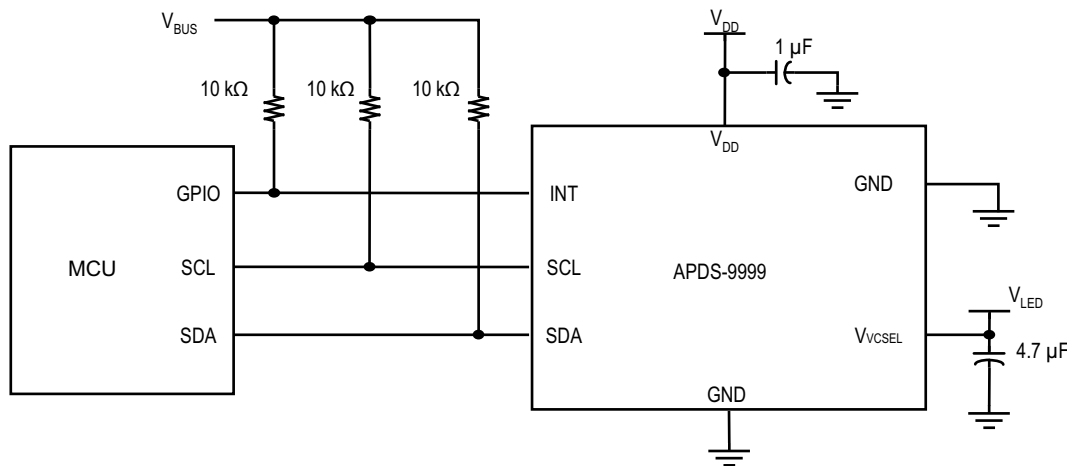 VBUS
VDD
1 µF
10 kΩ 10 kΩ 10 kΩ
VDD
GPIO INT GND
MCU SCL SCL APDS-9999
VLED
SDA SDA VVCSEL
4.7 µF
GND